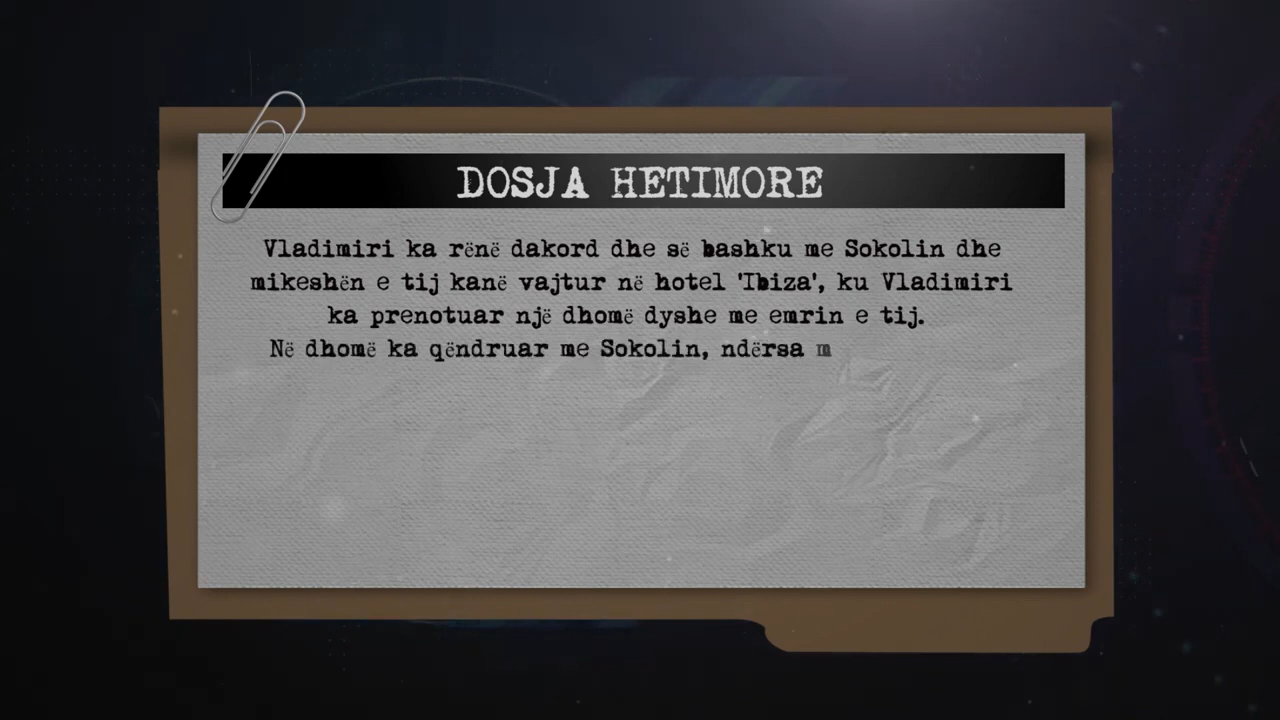 DOSJA HETIMORE
Vladimiri ka rënë dakord dhe së bashku me Sokolin dhe
mikeshën e tij kanë vajtur në hotel 'Ibiza', ku Vladimiri
ka prenotuar një dhomë dyshe me emrin e tij.
Në dhomë ka qëndruar me Sokolin, ndërsa m